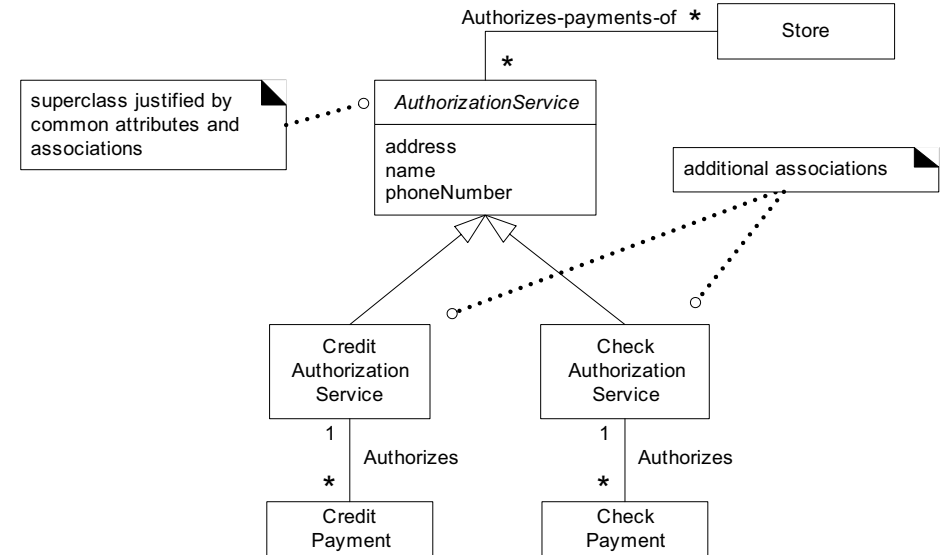 Authorizes-payments-of *
Store
*
superclass justified by
common attributes and
associations
AuthorizationService
address
name
phoneNumber
additional associations
Credit
Authorization
Service
Check
Authorization
Service
1
Authorizes
*
1
Authorizes
*
Credit
Payment
Check
Payment